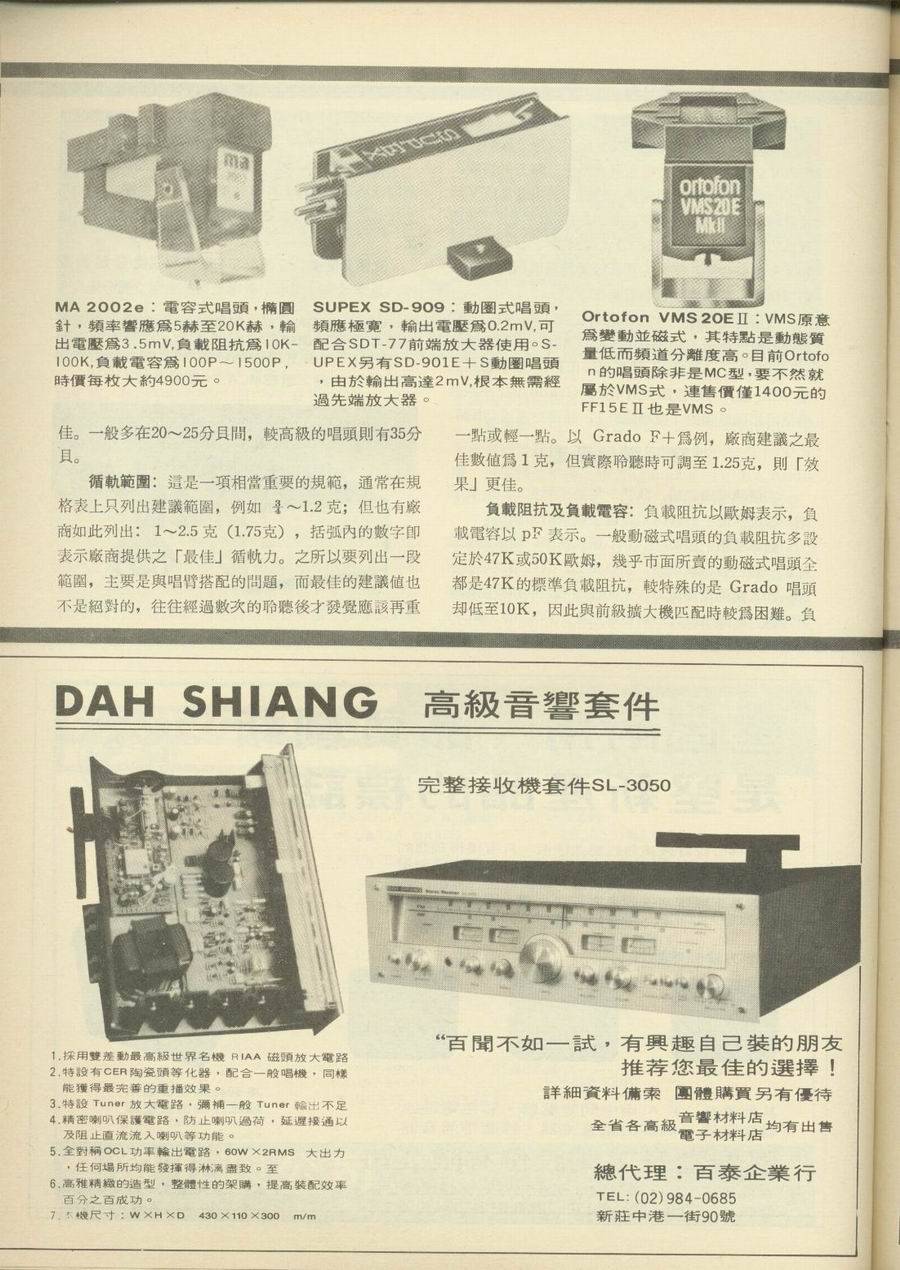 ma
SUPEX
ortofon
VMS20E
MkII
MA 2002e：電容式唱頭，橢圓
針，頻率響應爲5赫至20K赫，輸
出電壓爲3.5mV,負載阻抗爲10K-
100K,負載電容爲100P～1500P，
時價每枚大約4900元。
SUPEX SD-909：動圈式唱頭，
頻應極寬，輸出電壓爲0.2mV,可
配合SDT-77前端放大器使用。S-
UPEX另有SD-901E＋S動圈唱頭
，由於輸出高達2mV,根本無需經
過先端放大器。
Ortofon VMS 20EⅡ：VMS原意
爲變動並磁式，其特點是動態質
量低而頻道分離度高。目前Ortofo
n的唱頭除非是MC型，要不然就
屬於VMS式，連售價僅1400元的
FF15EⅡ也是VMS。
佳。一般多在20～25分貝間，較高級的唱頭則有35分
貝。
循軌範圍：這是一項相當重要的規範，通常在規
格表上只列出建議範圍，例如 ¾～1.2克；但也有廠
商如此列出：1～2.5克（1.75克），括弧內的數字卽
表示廠商提供之「最佳」循軌力。之所以要列出一段
範圍，主要是與唱臂搭配的問題，而最佳的建議値也
不是絕對的，往往經過數次的聆聽後才發覺應該再重
一點或輕一點。以 Grado F＋爲例，廠商建議之最
佳數値爲1克，但實際聆聽時可調至1.25克，則「效
果」更佳。
負載阻抗及負載電容：負載阻抗以歐姆表示，負
載電容以 pF 表示。一般動磁式唱頭的負載阻抗多設
定於47K或50K歐姆，幾乎市面所賣的動磁式唱頭全
都是47K的標準負載阻抗，較特殊的是 Grado 唱頭
却低至10K，因此與前級擴大機匹配時較爲困難。負
DAH SHIANG 高級音響套件
完整接收機套件SL-3050
DAH SHIANG Stereo Receiver
1.採用雙差動最高級世界名機 RIAA 磁頭放大電路
2.特設有CER陶瓷頭等化器，配合一般唱機，同樣
能獲得最完善的重播效果。
3.特設 Tuner 放大電路，彌補一般 Tuner 輸出不足
4.精密喇叭保護電路，防止喇叭過荷，延遲接通以
及阻止直流流入喇叭等功能。
5.全對稱OCL功率輸出電路，60W×2RMS 大出力
，任何場所均能發揮得淋漓盡致。至
6.高雅精緻的造型，整體性的架購，提高裝配效率
百分之百成功。
7.本機尺寸：W×H×D 430×110×300 m/m
“百聞不如一試，有興趣自己裝的朋友
推荐您最佳的選擇！
詳細資料備索 團體購買另有優待
全省各高級音響材料店
電子材料店均有出售
總代理：百泰企業行
TEL:(02)984-0685
新莊中港一街90號